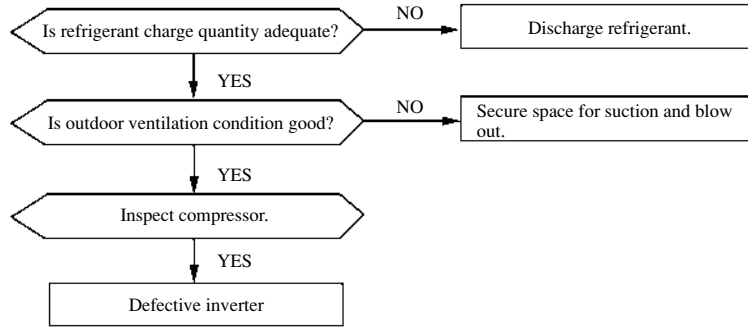 Is refrigerant charge quantity adequate?
NO
Discharge refrigerant.
YES
Is outdoor ventilation condition good?
NO
Secure space for suction and blow
out.
YES
Inspect compressor.
YES
Defective inverter